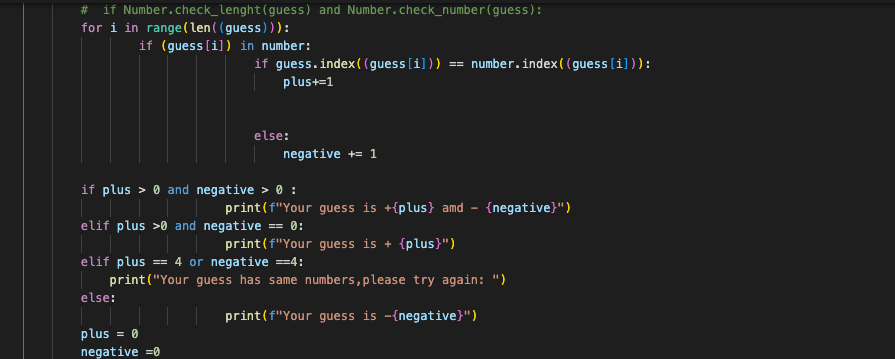 # if Number.check_lenght(guess) and Number.check_number(guess):
for i in range(len((guess))):
if (guess[i]) in number:
if guess.index((guess[i])) == number.index((guess[i])):
plus+=1
else:
negative += 1
if plus > 0 and negative > 0 :
print(f"Your guess is +{plus} amd - {negative}")
elif plus >0 and negative == 0:
print(f"Your guess is + {plus}")
elif plus == 4 or negative ==4:
print("Your guess has same numbers,please try again: ")
else:
print(f"Your guess is -{negative}")
plus = 0
negative =0